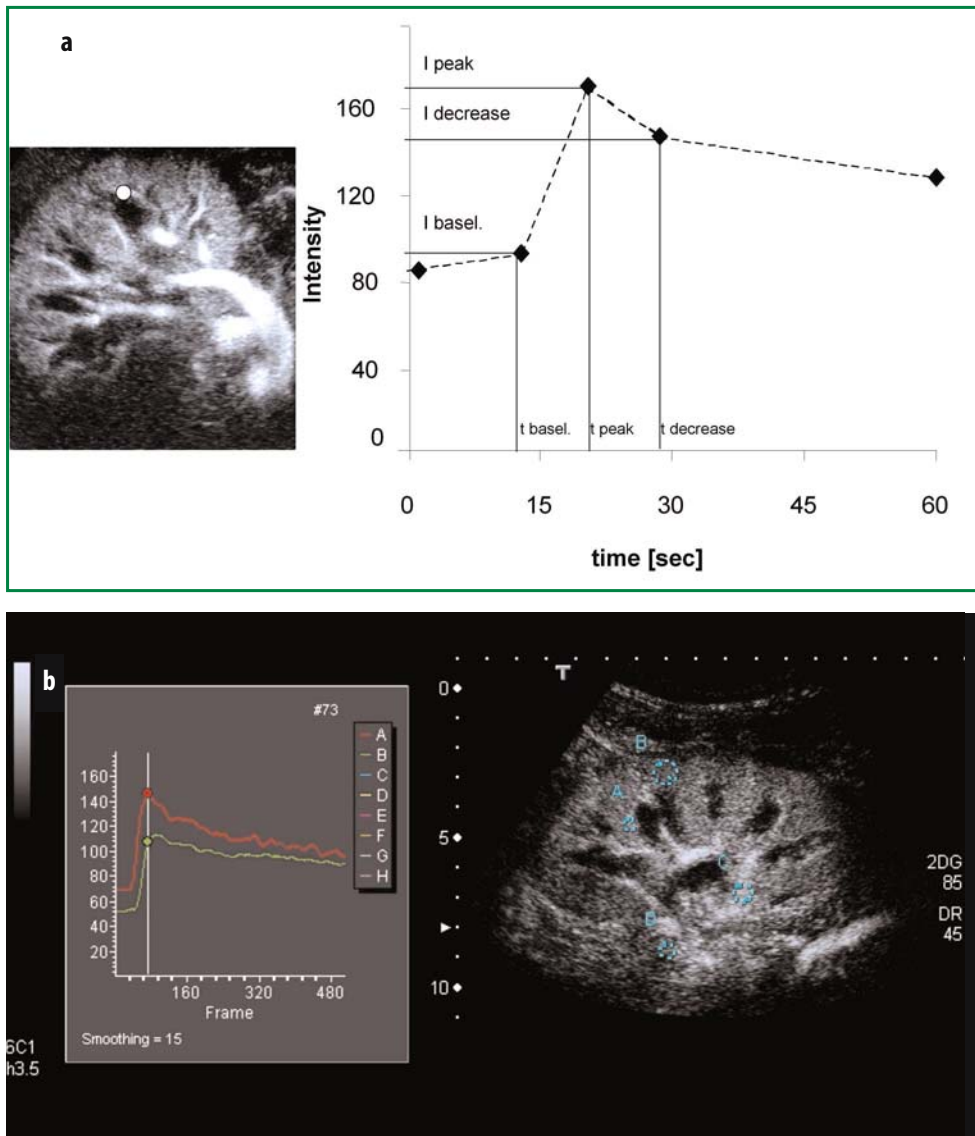 a
I peak
160
I decrease
120
Intensity
I basel.
80
40
t basel.
t peak
t decrease
0
0
15
30
45
60
time [sec]
b
#73
A
B
C
D
E
F
G
H
160
140
120
100
80
60
40
20
160
320
480
Frame
Smoothing = 15
6C1
h3.5
T
0
B
A
5
C
10
2DG
85
DR
45